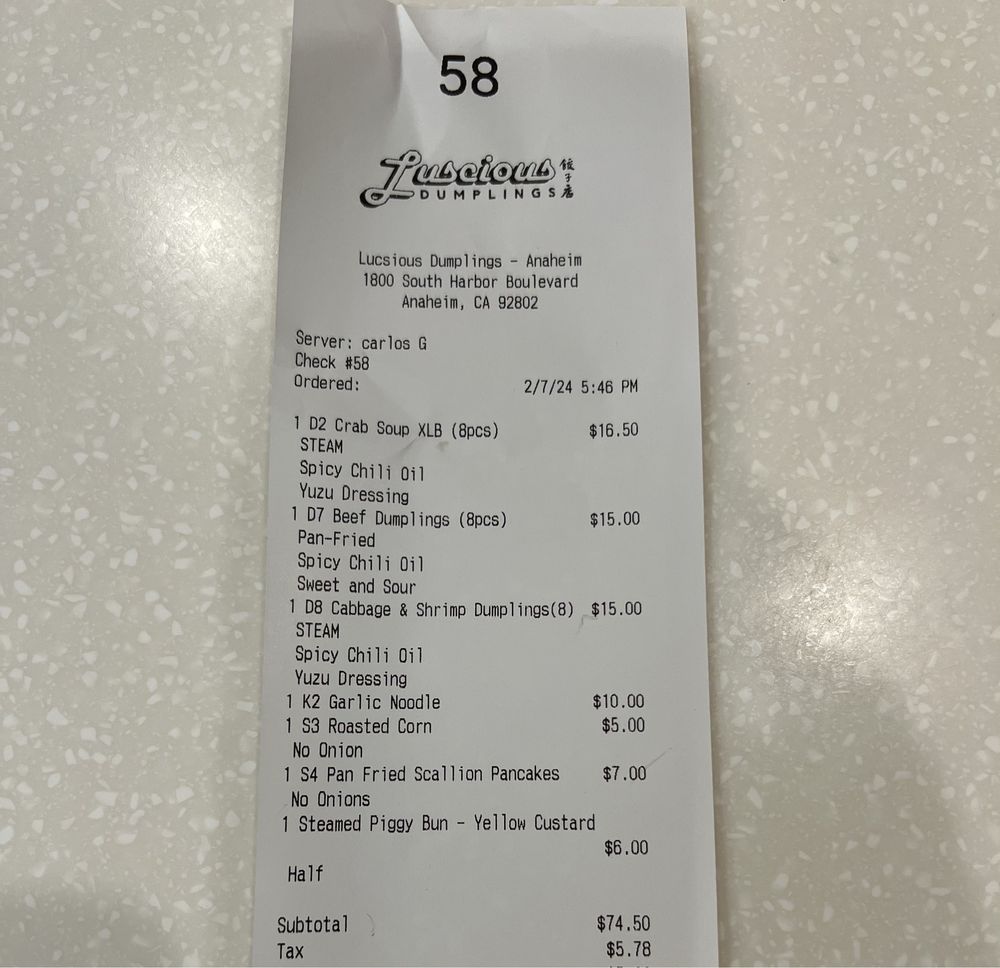 58
Luscious 餃子店
DUMPLINGS
Lucsious Dumplings - Anaheim
1800 South Harbor Boulevard
Anaheim, CA 92802
Server: carlos G
Check #58
Ordered: 2/7/24 5:46 PM
1 D2 Crab Soup XLB (8pcs) $16.50
STEAM
Spicy Chili Oil
Yuzu Dressing
1 D7 Beef Dumplings (8pcs) $15.00
Pan-Fried
Spicy Chili Oil
Sweet and Sour
1 D8 Cabbage & Shrimp Dumplings(8) $15.00
STEAM
Spicy Chili Oil
Yuzu Dressing
1 K2 Garlic Noodle $10.00
1 S3 Roasted Corn $5.00
No Onion
1 S4 Pan Fried Scallion Pancakes $7.00
No Onions
1 Steamed Piggy Bun - Yellow Custard
$6.00
Half
Subtotal $74.50
Tax $5.78